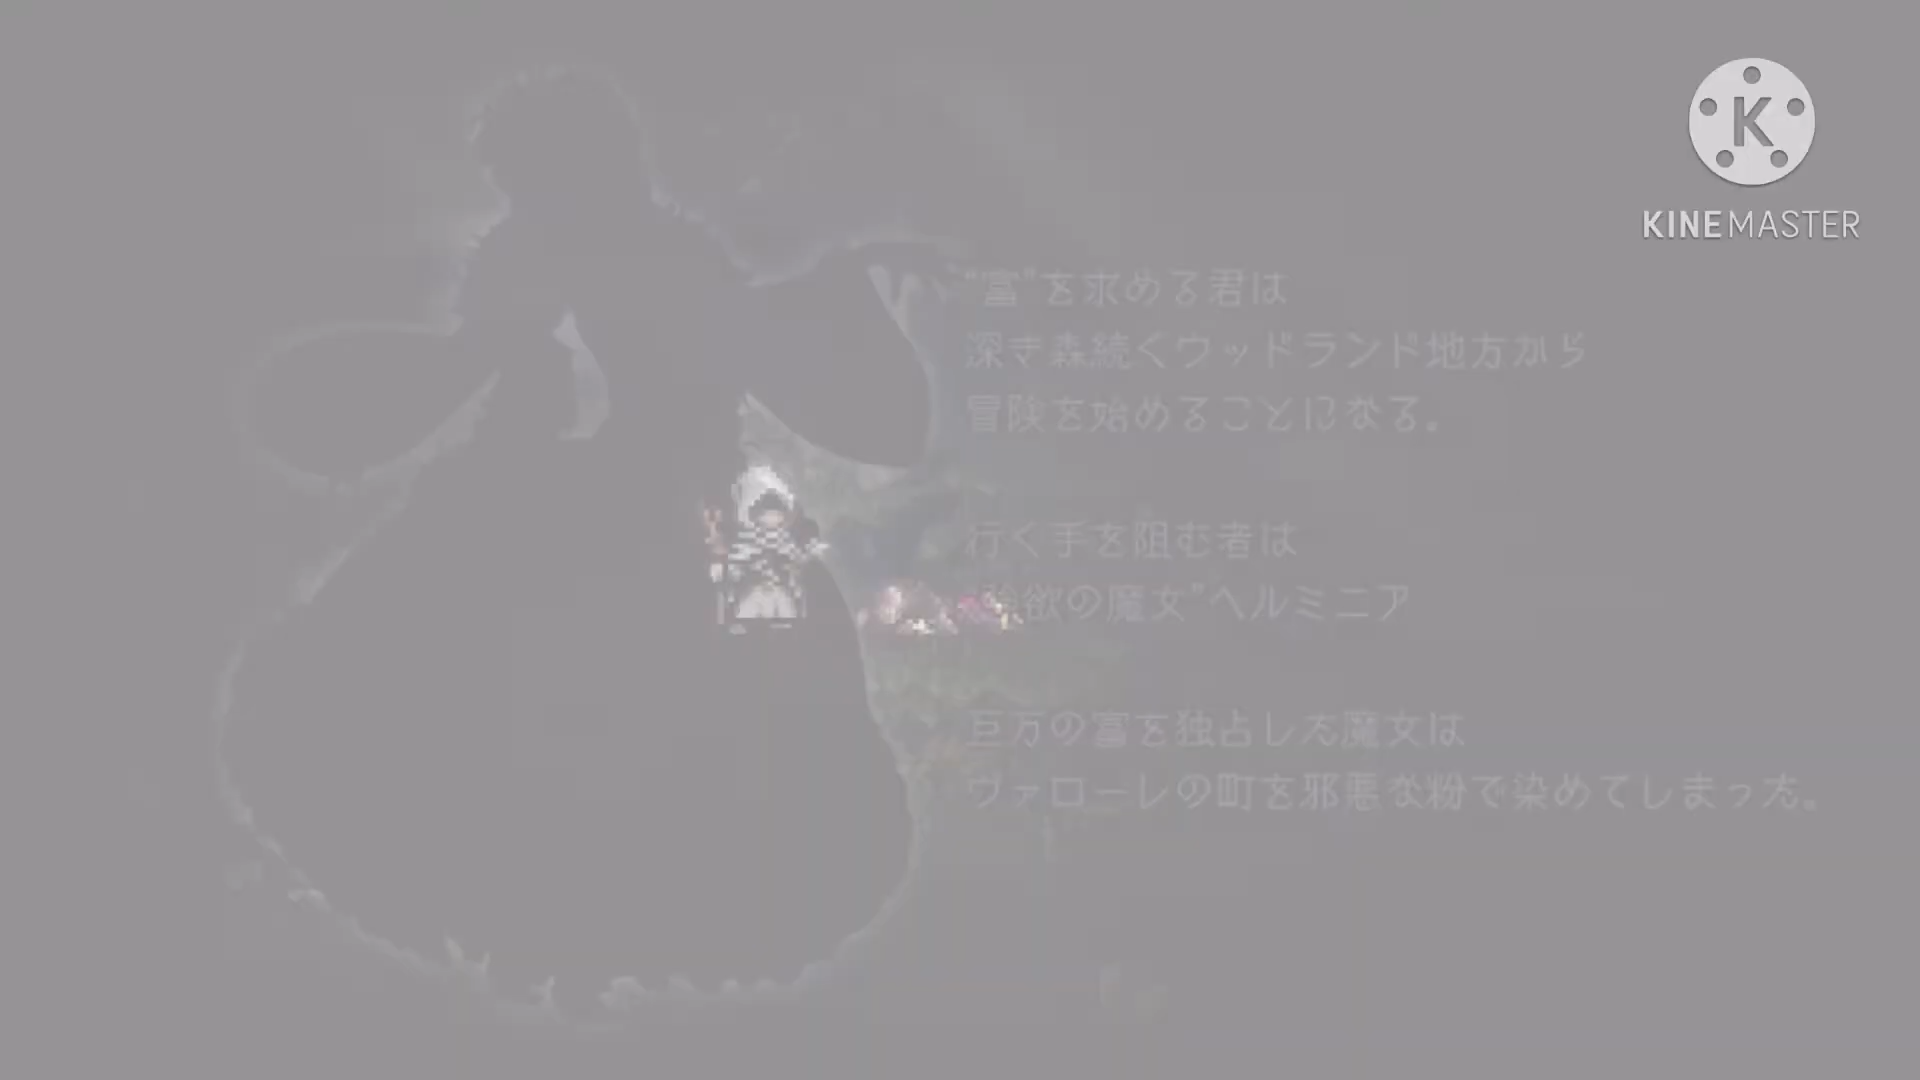 KINEMASTER
"富"を求める君は
深き森続くウッドランド地方から
冒険を始めることになる。
行く手を阻む者は
強欲の魔女"ヘルミニア
巨万の富を独占した魔女は
ヴァローレの町を邪悪な粉で染めてしまった。